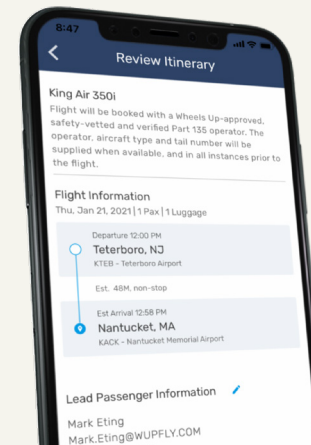 8:47
Review Itinerary
King Air 350i
Flight will be booked with a Wheels Up-approved,
safety-vetted and verified Part 135 operator. The
operator, aircraft type and tail number will be
supplied when available, and in all instances prior to
the flight.
Flight Information
Thu, Jan 21, 2021 | 1 Pax | 1 Luggage
Departure 12:00 PM
Teterboro, NJ
KTEB - Teterboro Airport
Est. 48M, non-stop
Est Arrival 12:58 PM
Nantucket, MA
KACK - Nantucket Memorial Airport
Lead Passenger Information
Mark Eting
Mark.Eting@WUPFLY.COM